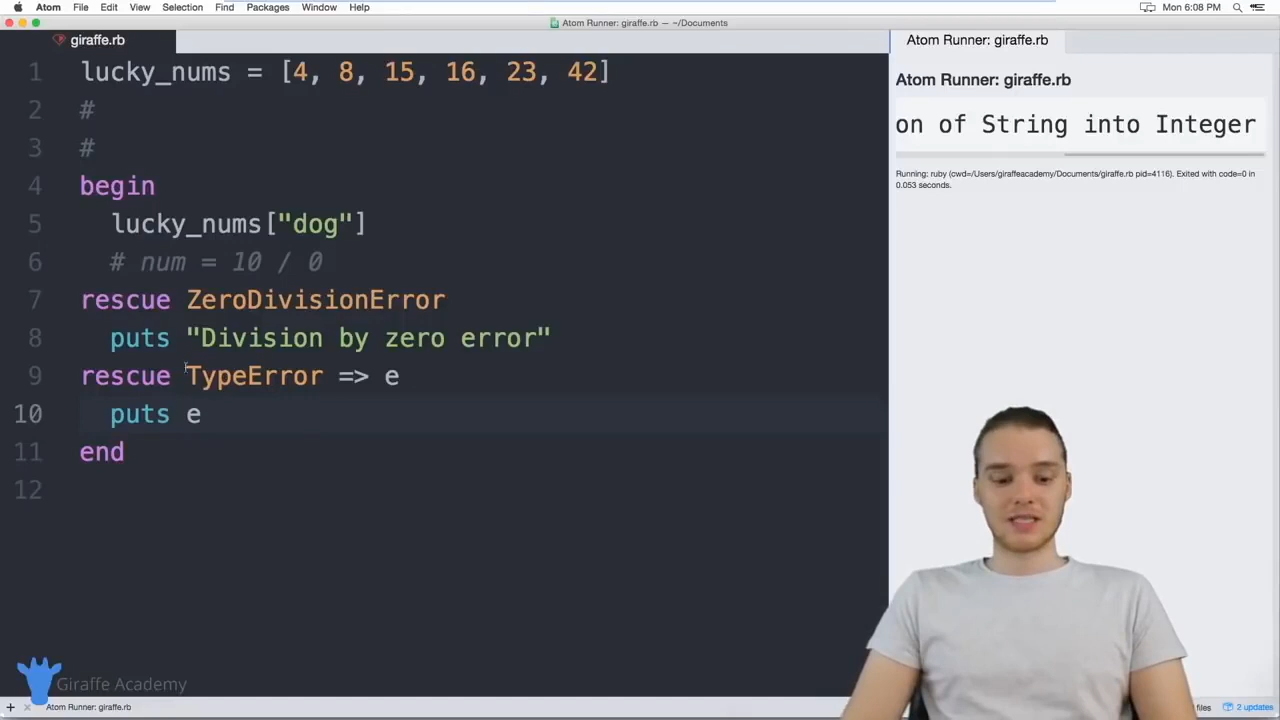 Atom File Edit View Selection Find Packages Window Help
Mon 6:08 PM
Atom Runner: giraffe.rb — ~/Documents
giraffe.rb
Atom Runner: giraffe.rb
1 lucky_nums = [4, 8, 15, 16, 23, 42]
2 #
3 #
4 begin
5 lucky_nums["dog"]
6 # num = 10 / 0
7 rescue ZeroDivisionError
8 puts "Division by zero error"
9 rescue TypeError => e
10 puts e
11 end
12
Atom Runner: giraffe.rb
on of String into Integer
Running: ruby (cwd=/Users/giraffeacademy/Documents/giraffe.rb pid=4116). Exited with code=0 in
0.053 seconds.
Giraffe Academy
+ × Atom Runner: giraffe.rb
files 2 updates